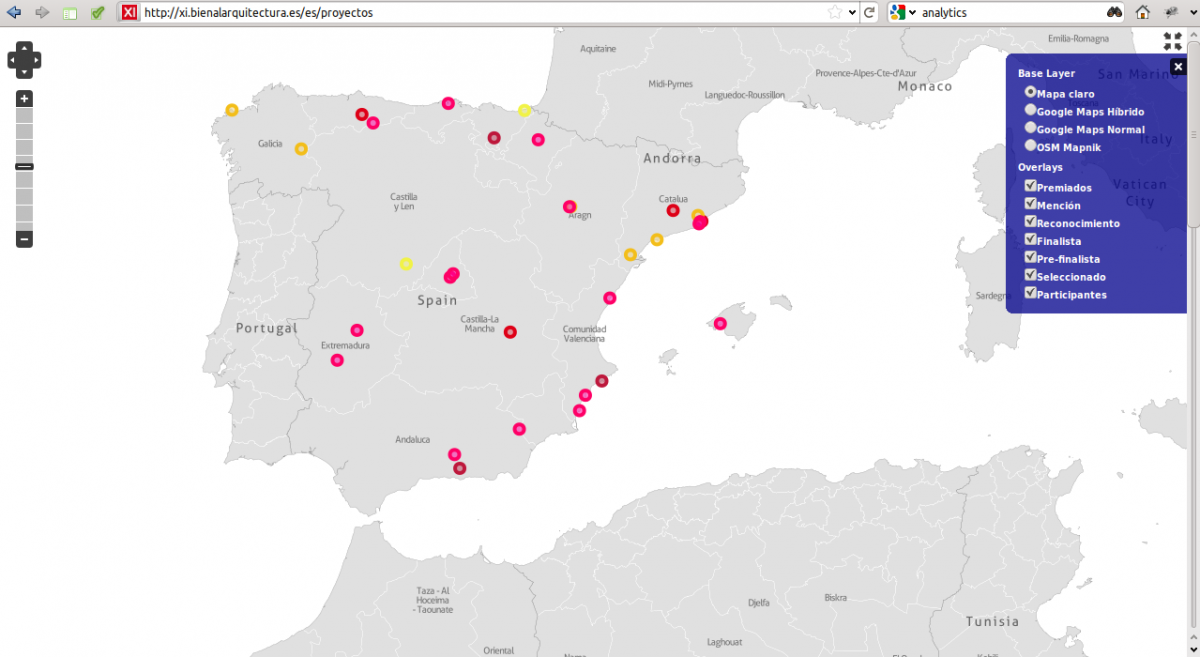 XI http://xi.bienalarquitectura.es/es/proyectos
analytics
Aquitaine
Emilia-Romagna
Midi-Pyrnes
Provence-Alpes-Cte-d'Azur
Languedoc-Roussillon
Monaco
San Marino
Italy
Vatican
City
Base Layer
Mapa claro
Google Maps Híbrido
Google Maps Normal
OSM Mapnik
Overlays
Premiados
Mención
Reconocimiento
Finalista
Pre-finalista
Seleccionado
Participantes
Galicia
Andorra
Castilla
y Len
Catalua
Aragn
Spain
Portugal
Castilla-La
Mancha
Comunidad
Valenciana
Extremadura
Sardegna
Andaluca
Taza - Al
Hoceima
- Taounate
Djelfa
Biskra
Tunisia
Laghouat
Oriental